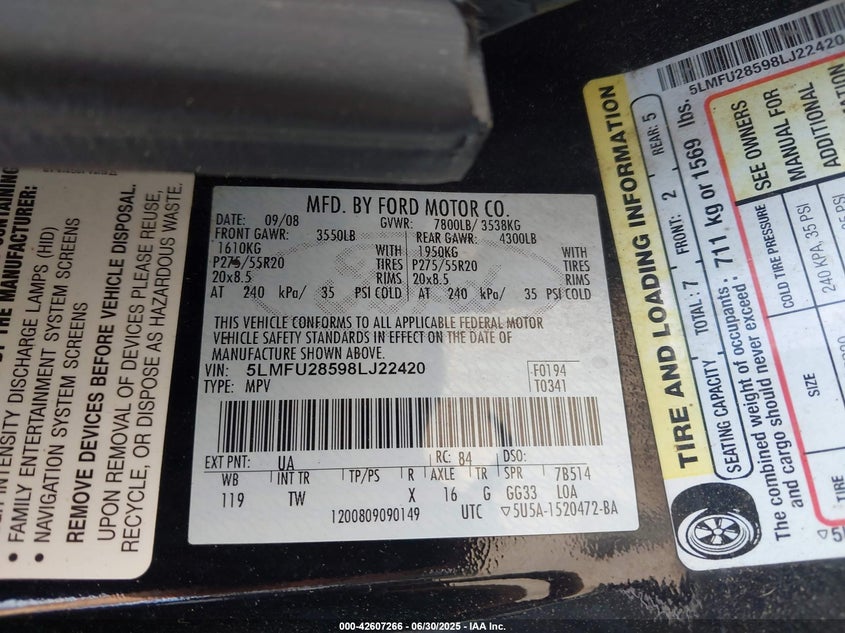 CONTAINING
BY THE MANUFACTURER:
INTENSITY DISCHARGE LAMPS (HID)
• FAMILY ENTERTAINMENT SYSTEM SCREENS
• NAVIGATION SYSTEM SCREENS
REMOVE DEVICES BEFORE VEHICLE DISPOSAL.
UPON REMOVAL OF DEVICES PLEASE REUSE,
RECYCLE, OR DISPOSE AS HAZARDOUS WASTE.
MFD. BY FORD MOTOR CO.
DATE: 09/08 GVWR: 7800LB/ 3538KG
FRONT GAWR: 3550LB REAR GAWR: 4300LB
1610KG WITH 1950KG WITH
P275/55R20 TIRES P275/55R20 TIRES
20x8.5 RIMS 20x8.5 RIMS
AT 240 kPa/ 35 PSI COLD AT 240 kPa/ 35 PSI COLD
THIS VEHICLE CONFORMS TO ALL APPLICABLE FEDERAL MOTOR
VEHICLE SAFETY STANDARDS IN EFFECT ON THE DATE OF
MANUFACTURE SHOWN ABOVE.
VIN: 5LMFU28598LJ22420 F0194
TYPE: MPV T0341
EXT PNT: UA RC: 84 DSO:
WB INT TR TP/PS R AXLE TR SPR 7B514
119 TW X 16 G GG33 LOA
1200809090149 UTC ▽5U5A-1520472-BA
5LMFU28598LJ22420
TIRE AND LOADING INFORMATION
SEATING CAPACITY TOTAL: 7 FRONT: 2 REAR: 5
The combined weight of occupants and cargo should never exceed: 711 kg or 1569 lbs.
SEE OWNERS
MANUAL FOR
ADDITIONAL
TIRE SIZE COLD TIRE PRESSURE
240 KPA, 35 PSI
000-42607266 - 06/30/2025 - IAA Inc.